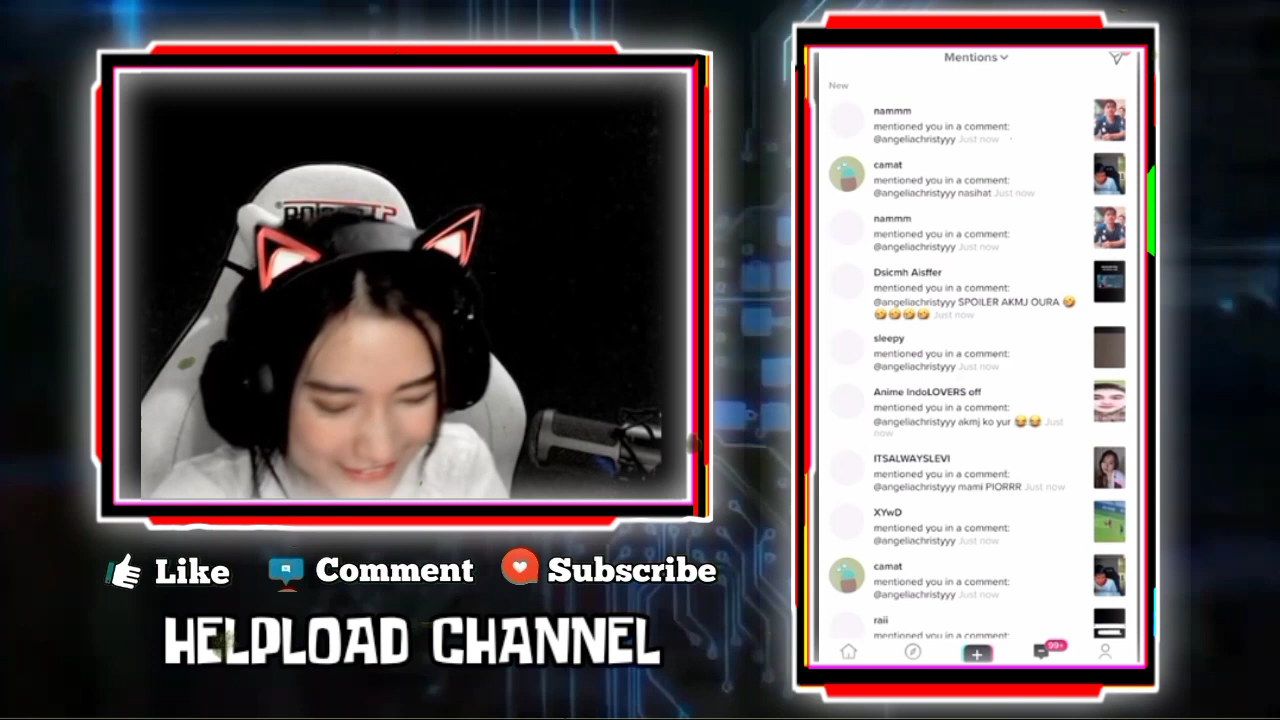 Like
Comment
Subscribe
HELPLOAD CHANNEL
Mentions
New
nammm
mentioned you in a comment:
@angeliachristyyy Just now
camat
mentioned you in a comment:
@angeliachristyyy nasihat Just now
nammm
mentioned you in a comment:
@angeliachristyyy Just now
Dsicmh Aisffer
mentioned you in a comment:
@angeliachristyyy SPOILER AKMJ OURA 🤣
🤣🤣🤣🤣 Just now
sleepy
mentioned you in a comment:
@angeliachristyyy Just now
Anime IndoLOVERS off
mentioned you in a comment:
@angeliachristyyy akmj ko yur 😂😂 Just
now
ITSALWAYSLEVI
mentioned you in a comment:
@angeliachristyyy mami PIORRR Just now
XYwD
mentioned you in a comment:
@angeliachristyyy Just now
camat
mentioned you in a comment:
@angeliachristyyy Just now
raii
mentioned you in a comment:
99+